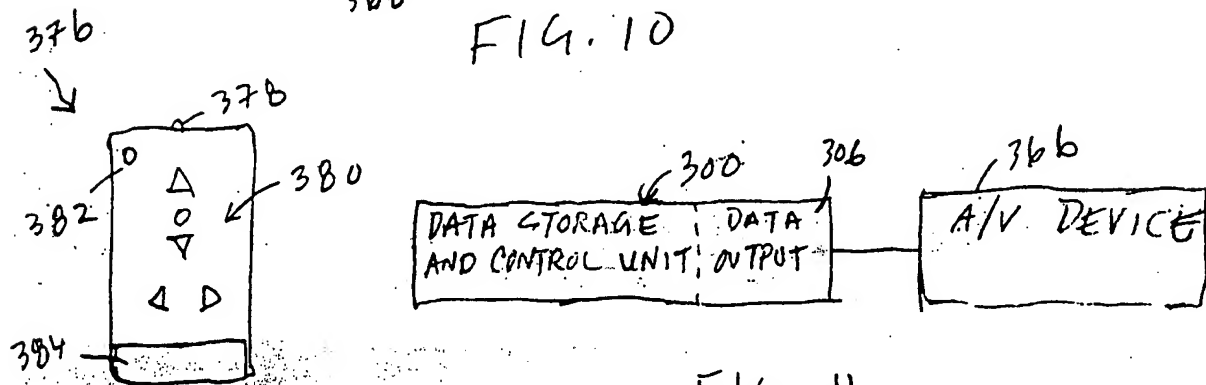 FIG. 10
376
378
380
382
384
300
306
366
DATA STORAGE DATA
AND CONTROL UNIT OUTPUT
A/V DEVICE